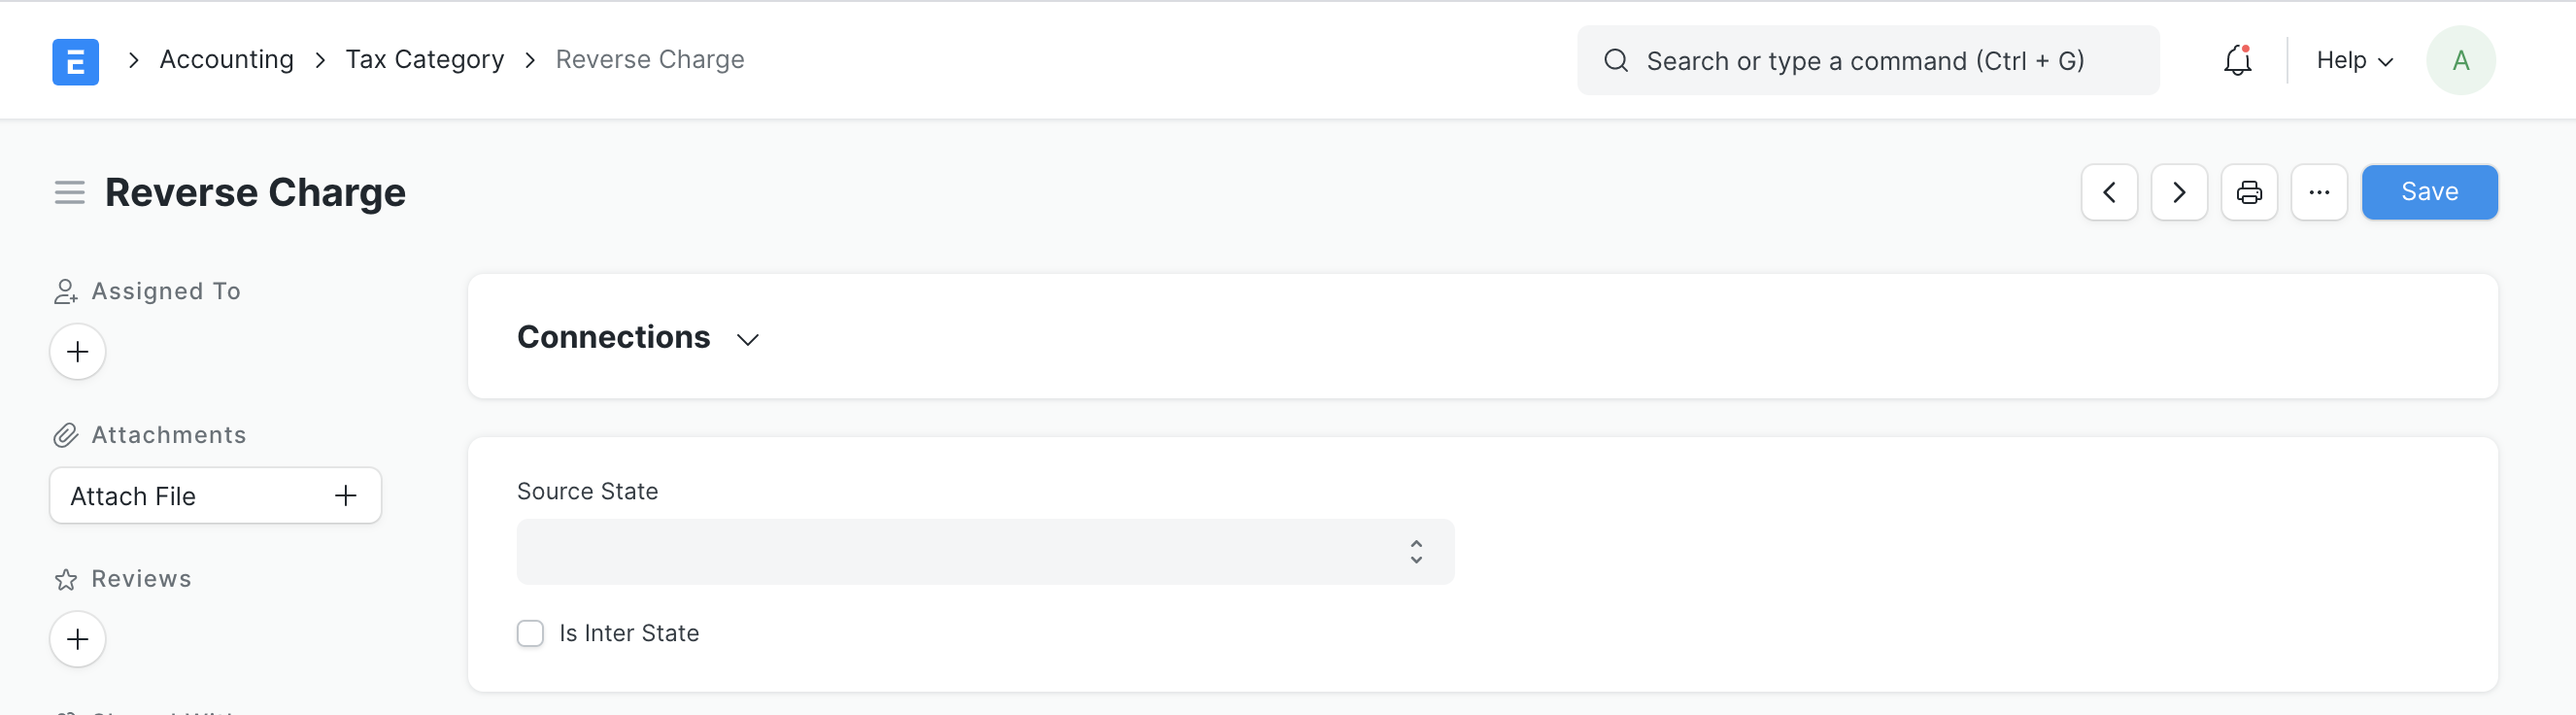 Accounting Tax Category Reverse Charge
Search or type a command (Ctrl + G)
Help
A
Reverse Charge
Save
Assigned To
Attachments
Attach File
Reviews
Connections
Source State
Is Inter State